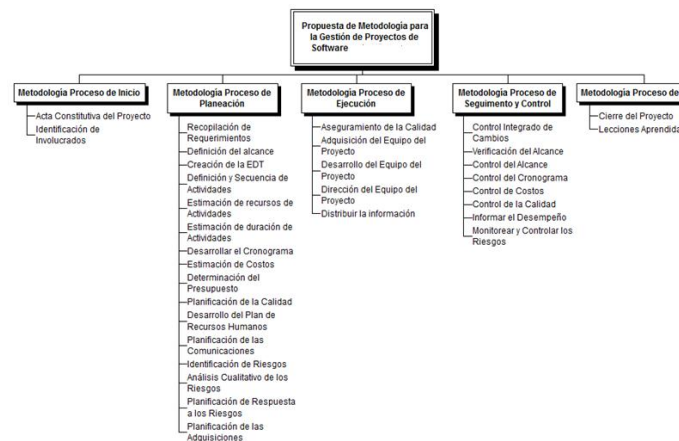 Propuesta de Metodología para
la Gestión de Proyectos de
Software
Metodología Proceso de Inicio
Acta Constitutiva del Proyecto
Identificación de
Involucrados
Metodología Proceso de
Planeación
Recopilación de
Requerimientos
Definición del alcance
Creación de la EDT
Definición y Secuencia de
Actividades
Estimación de recursos de
Actividades
Estimación de duración de
Actividades
Desarrollar el Cronograma
Estimación de Costos
Determinación del
Presupuesto
Planificación de la Calidad
Desarrollo del Plan de
Recursos Humanos
Planificación de las
Comunicaciones
Identificación de Riesgos
Análisis Cualitativo de los
Riesgos
Planificación de Respuesta
a los Riesgos
Planificación de las
Adquisiciones
Metodología Proceso de
Ejecución
Aseguramiento de la Calidad
Adquisición del Equipo del
Proyecto
Desarrollo del Equipo del
Proyecto
Dirección del Equipo del
Proyecto
Distribuir la información
Metodología Proceso de
Seguimento y Control
Control Integrado de
Cambios
Verificación del Alcance
Control del Alcance
Control del Cronograma
Control de Costos
Control de la Calidad
Informar el Desempeño
Monitorear y Controlar los
Riesgos
Metodología Proceso de
Cierre del Proyecto
Lecciones Aprendida